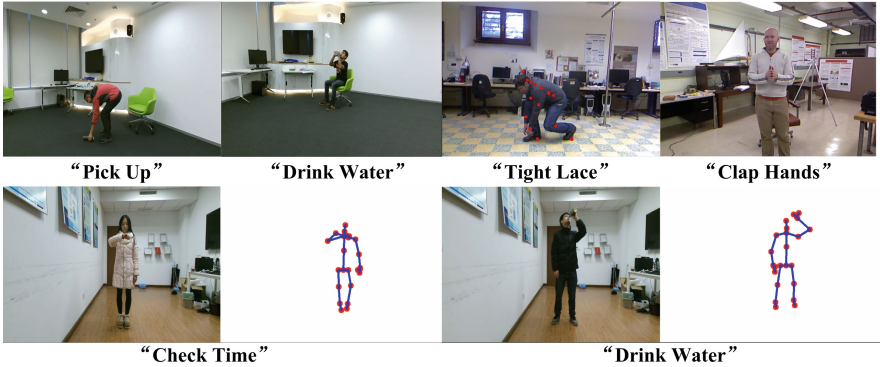 “Pick Up”
“Drink Water”
“Tight Lace”
“Clap Hands”
“Check Time”
“Drink Water”